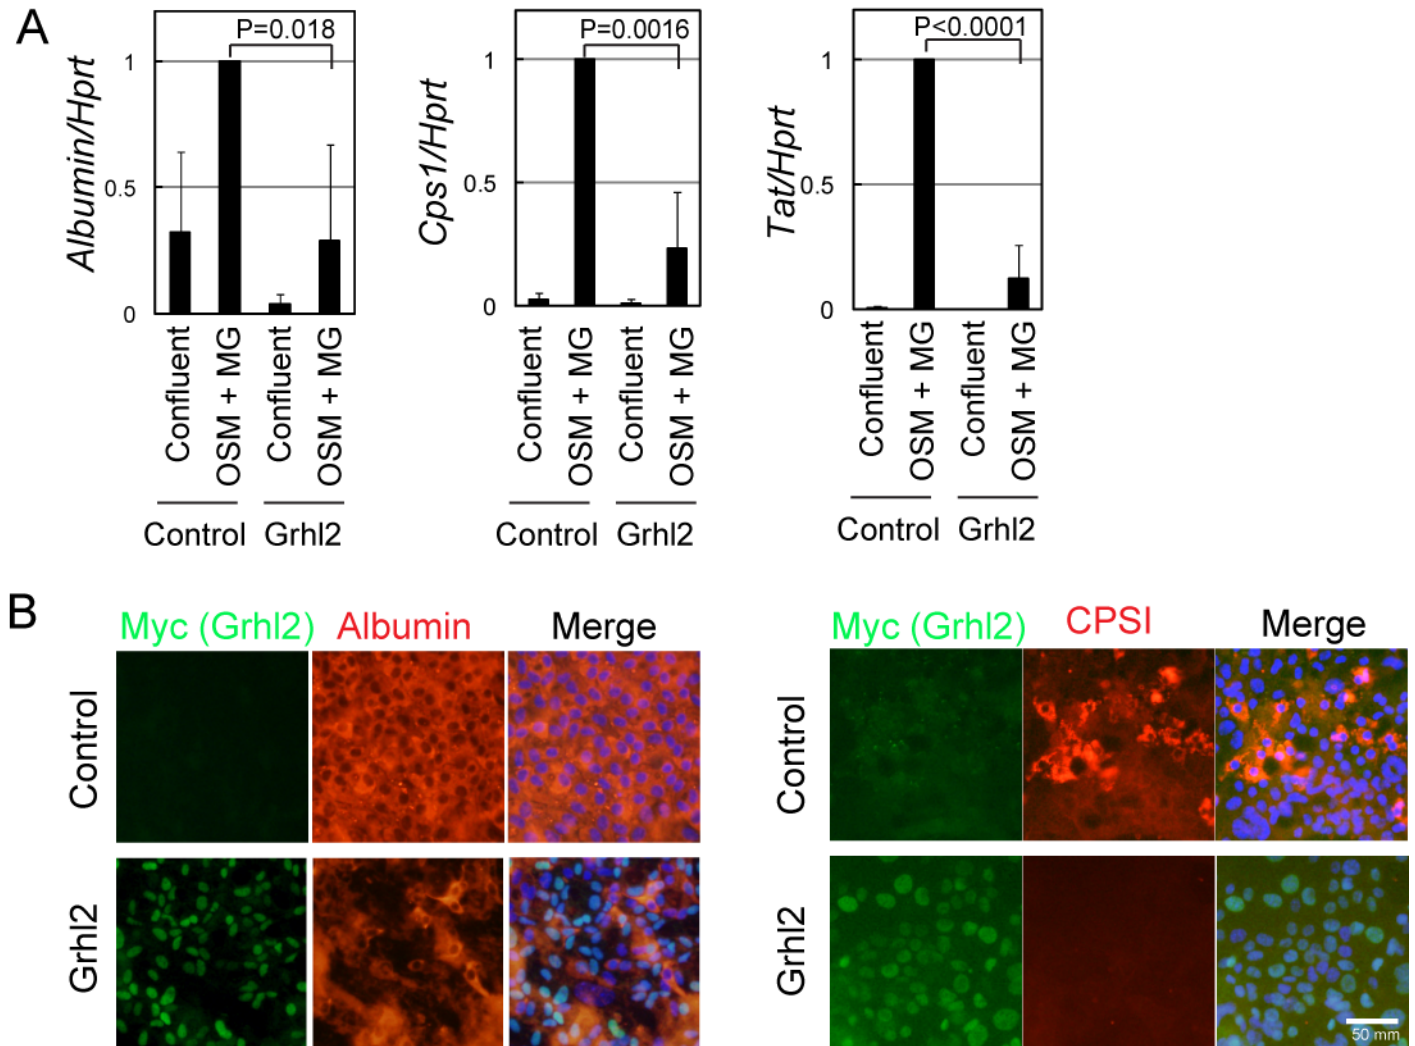 A
Albumin/Hprt
P=0.018
1
0.5
0
Confluent
OSM + MG
Confluent
OSM + MG
Control
Grhl2
Cps1/Hprt
P=0.0016
1
0.5
0
Confluent
OSM + MG
Confluent
OSM + MG
Control
Grhl2
Tat/Hprt
P<0.0001
1
0.5
0
Confluent
OSM + MG
Confluent
OSM + MG
Control
Grhl2
B
Myc (Grhl2)
Albumin
Merge
Control
Grhl2
Myc (Grhl2)
CPSI
Merge
Control
Grhl2
50 mm